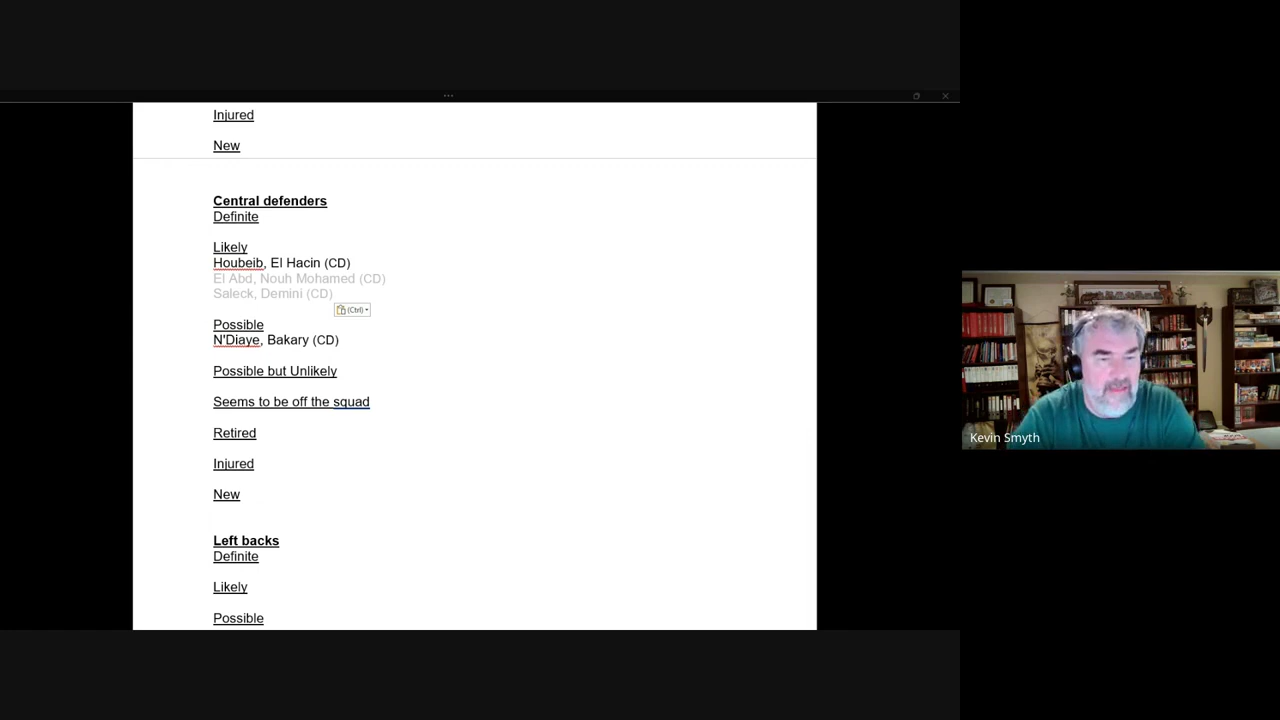 Injured
New
Central defenders
Definite
Likely
Houbeib, El Hacin (CD)
El Abd, Nouh Mohamed (CD)
Saleck, Demini (CD)
(Ctrl)
Possible
N'Diaye, Bakary (CD)
Possible but Unlikely
Seems to be off the squad
Retired
Injured
New
Left backs
Definite
Likely
Possible
Kevin Smyth